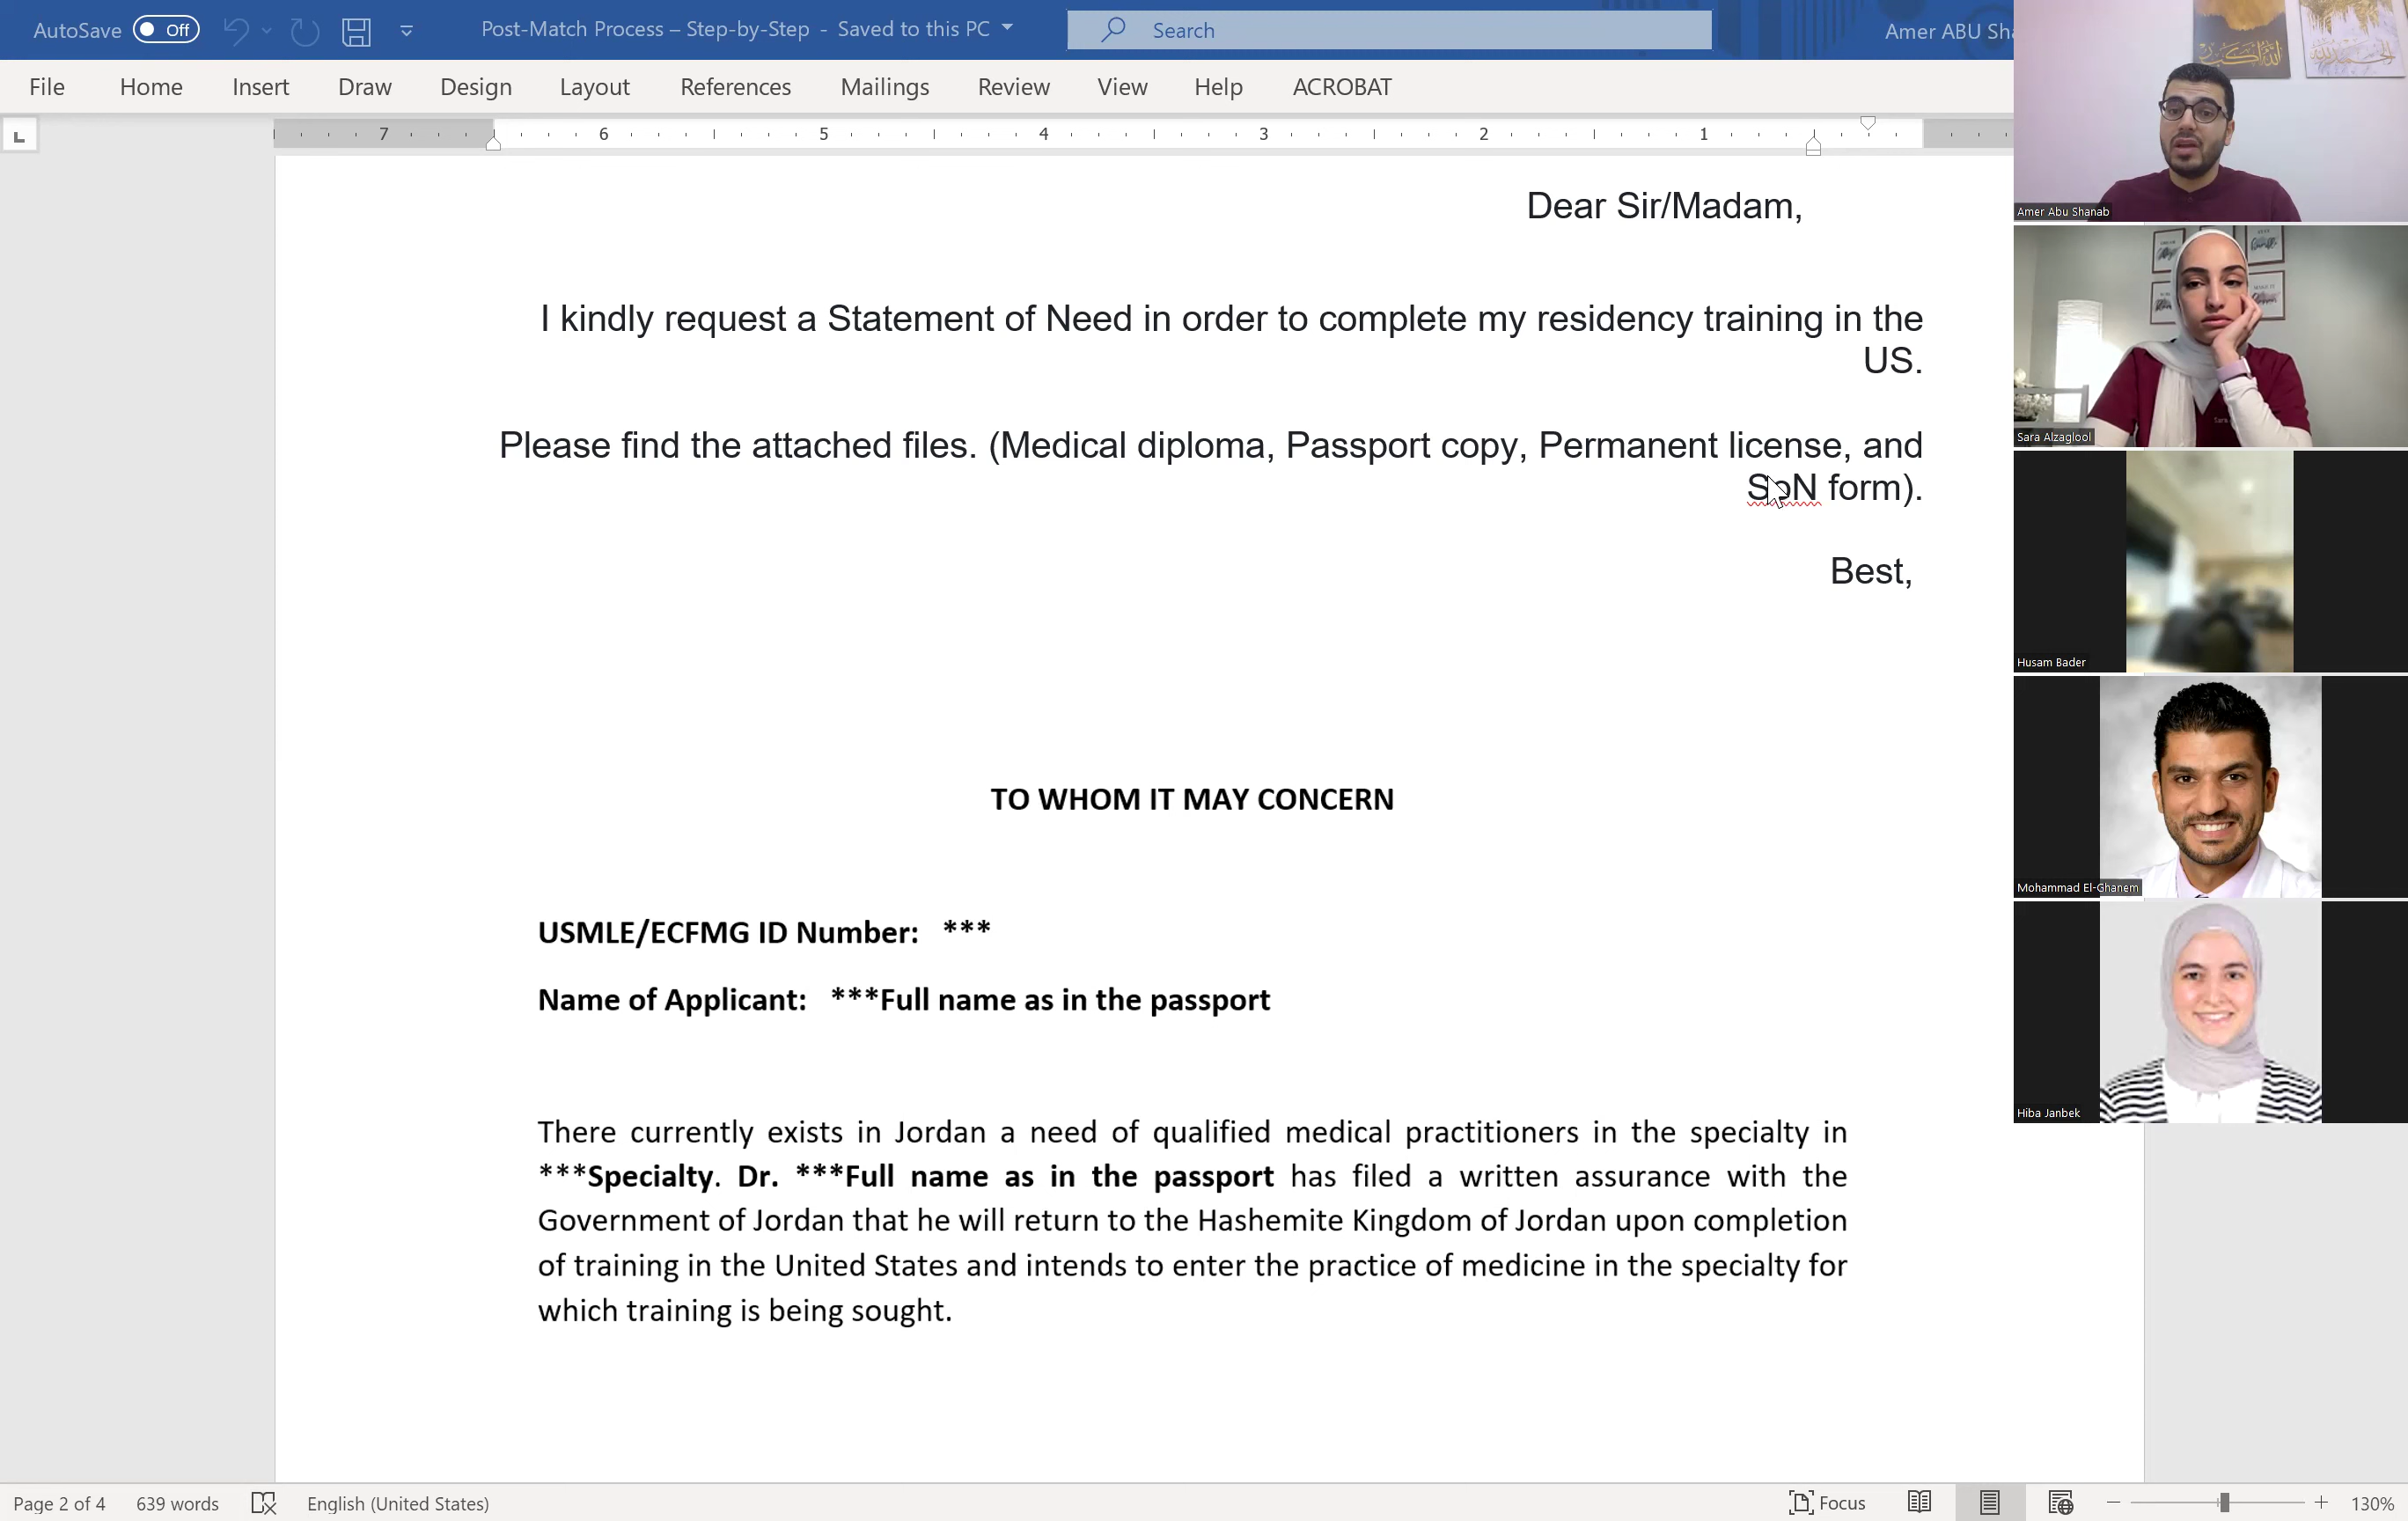 AutoSave Off
Post-Match Process – Step-by-Step - Saved to this PC
Search
Amer ABU Sha
File Home Insert Draw Design Layout References Mailings Review View Help ACROBAT
7 6 5 4 3 2 1
Dear Sir/Madam,
I kindly request a Statement of Need in order to complete my residency training in the
US.
Please find the attached files. (Medical diploma, Passport copy, Permanent license, and
SoN form).
Best,
TO WHOM IT MAY CONCERN
USMLE/ECFMG ID Number: ***
Name of Applicant: ***Full name as in the passport
There currently exists in Jordan a need of qualified medical practitioners in the specialty in
***Specialty. Dr. ***Full name as in the passport has filed a written assurance with the
Government of Jordan that he will return to the Hashemite Kingdom of Jordan upon completion
of training in the United States and intends to enter the practice of medicine in the specialty for
which training is being sought.
Amer Abu Shanab
Sara Alzaglool
Husam Bader
Mohammad El-Ghanem
Hiba Janbek
Page 2 of 4 639 words English (United States)
Focus
130%